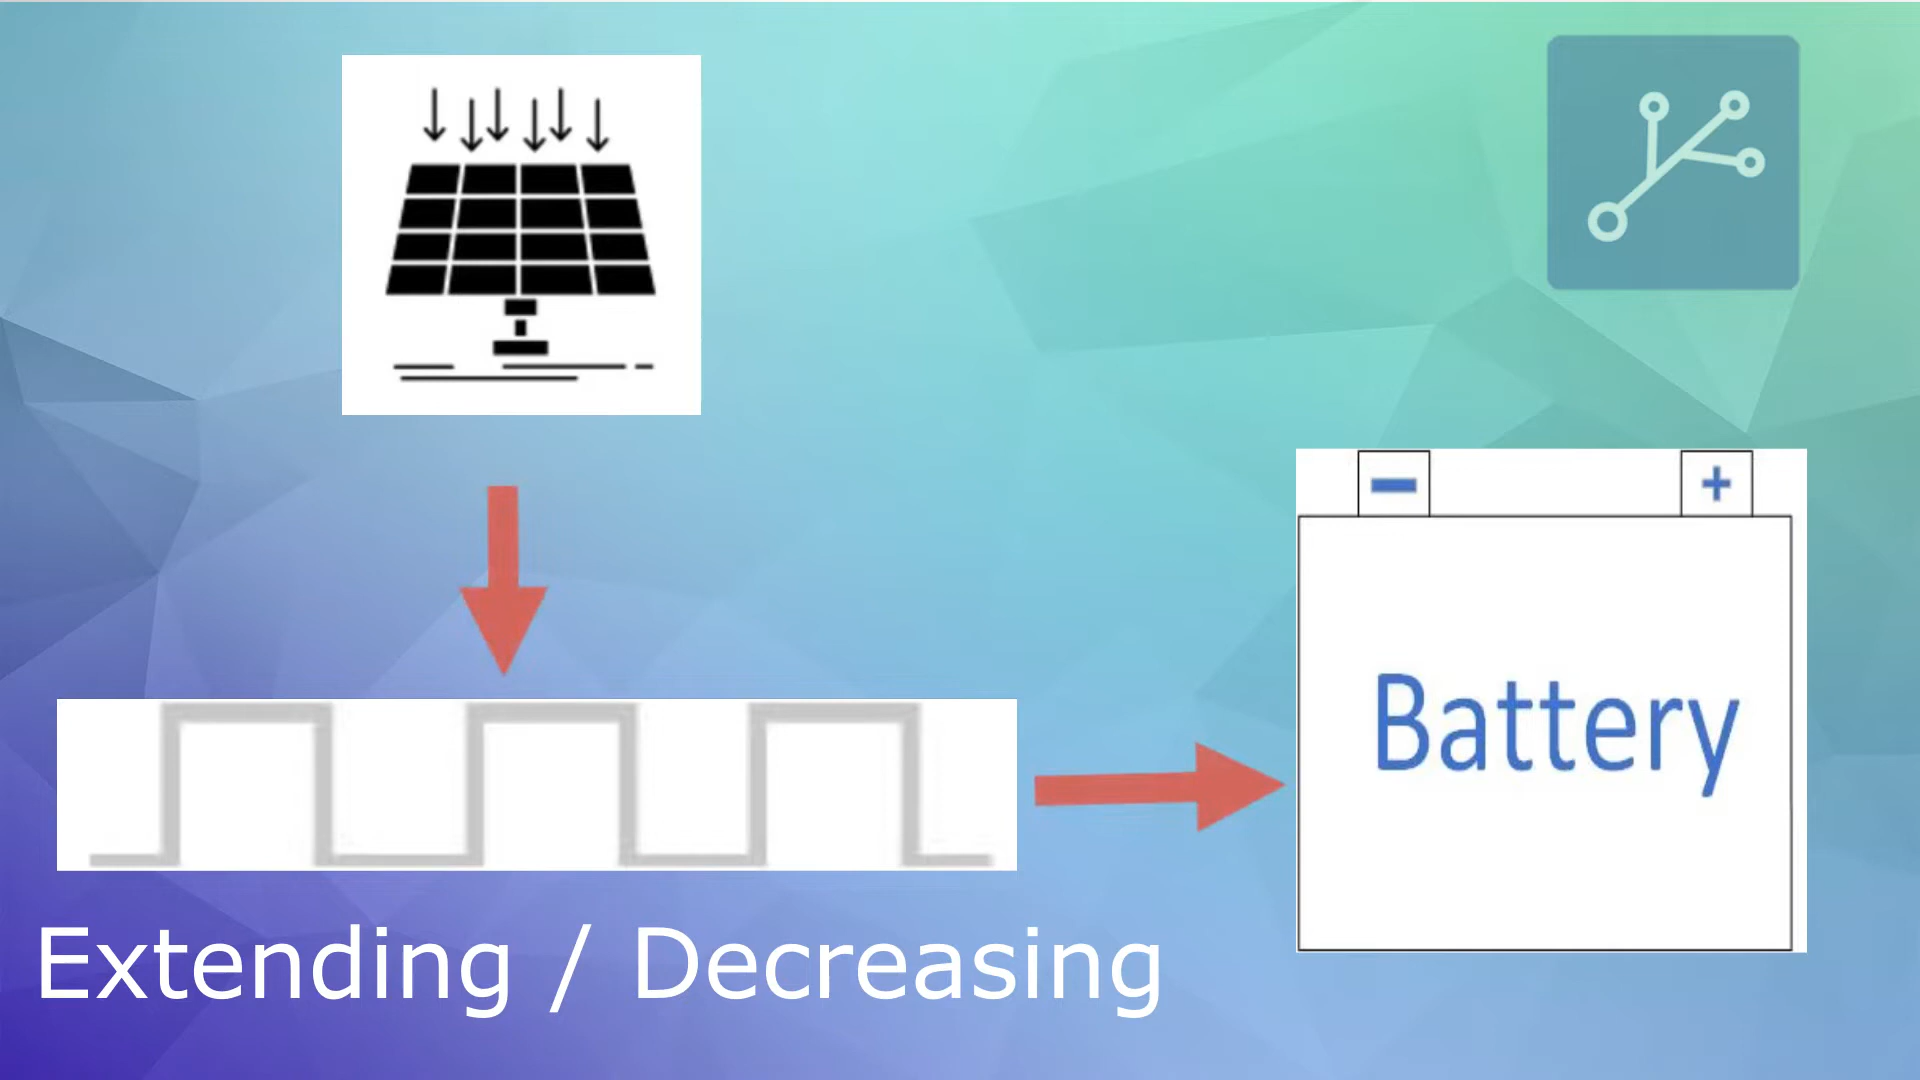 - +
Battery
Extending / Decreasing